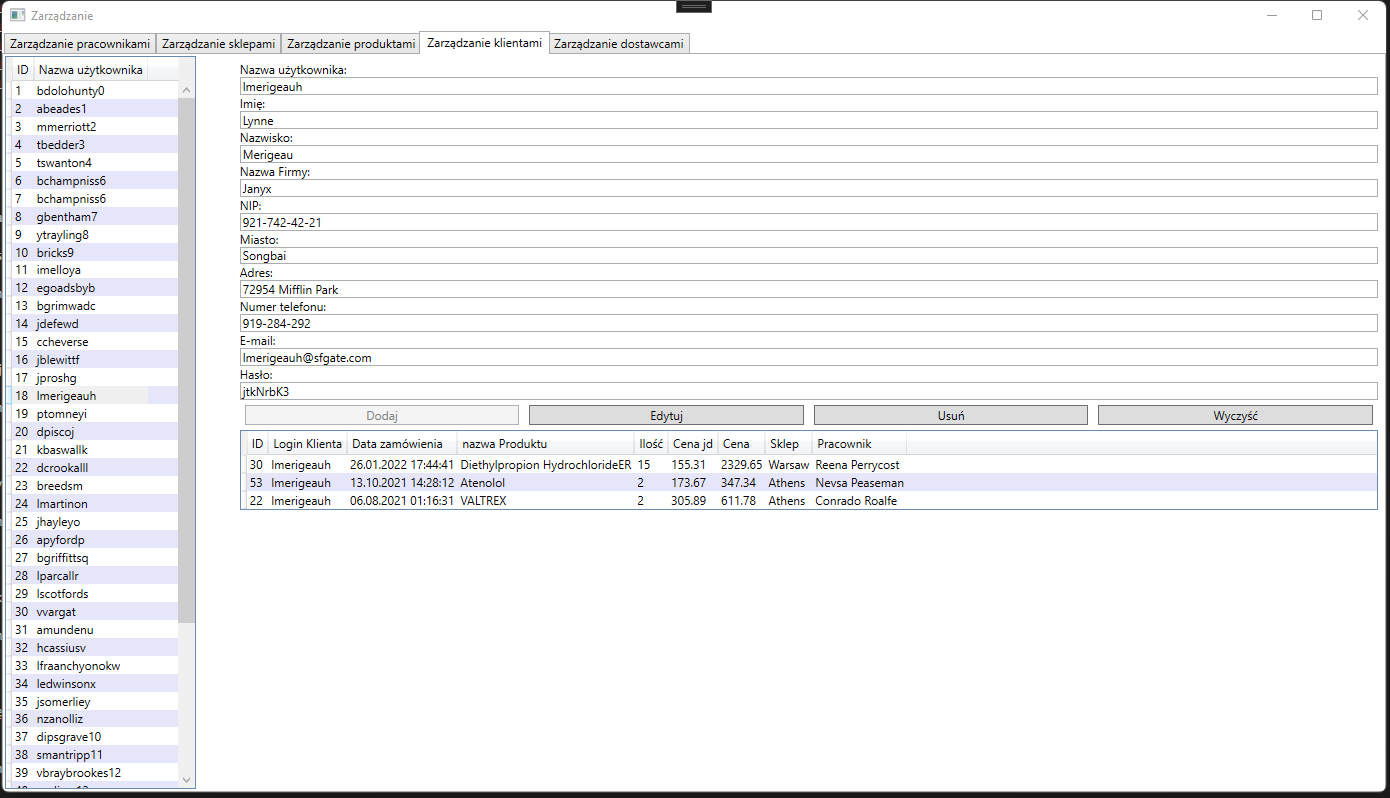 Zarządzanie
Zarządzanie pracownikami Zarządzanie sklepami Zarządzanie produktami Zarządzanie klientami Zarządzanie dostawcami
ID Nazwa użytkownika
1 bdolohunty0
2 abeades1
3 mmerriott2
4 tbedder3
5 tswanton4
6 bchampniss6
7 bchampniss6
8 gbentham7
9 ytrayling8
10 bricks9
11 imelloya
12 egoadsbyb
13 bgrimwadc
14 jdefewd
15 ccheverse
16 jblewittf
17 jproshg
18 lmerigeauh
19 ptomneyi
20 dpiscoj
21 kbaswallk
22 dcrookalll
23 breedsm
24 lmartinon
25 jhayleyo
26 apyfordp
27 bgriffittsq
28 lparcallr
29 lscotfords
30 vvargat
31 amundenu
32 hcassiusv
33 lfraanchyonokw
34 ledwinsonx
35 jsomerliey
36 nzanolliz
37 dipsgrave10
38 smantripp11
39 vbraybrookes12
Nazwa użytkownika:
lmerigeauh
Imię:
Lynne
Nazwisko:
Merigeau
Nazwa Firmy:
Janyx
NIP:
921-742-42-21
Miasto:
Songbai
Adres:
72954 Mifflin Park
Numer telefonu:
919-284-292
E-mail:
lmerigeauh@sfgate.com
Hasło:
jtkNrbK3
Dodaj Edytuj Usuń Wyczyść
ID Login Klienta Data zamówienia nazwa Produktu Ilość Cena jd Cena Sklep Pracownik
30 lmerigeauh 26.01.2022 17:44:41 Diethylpropion HydrochlorideER 15 155.31 2329.65 Warsaw Reena Perrycost
53 lmerigeauh 13.10.2021 14:28:12 Atenolol 2 173.67 347.34 Athens Nevsa Peaseman
22 lmerigeauh 06.08.2021 01:16:31 VALTREX 2 305.89 611.78 Athens Conrado Roalfe